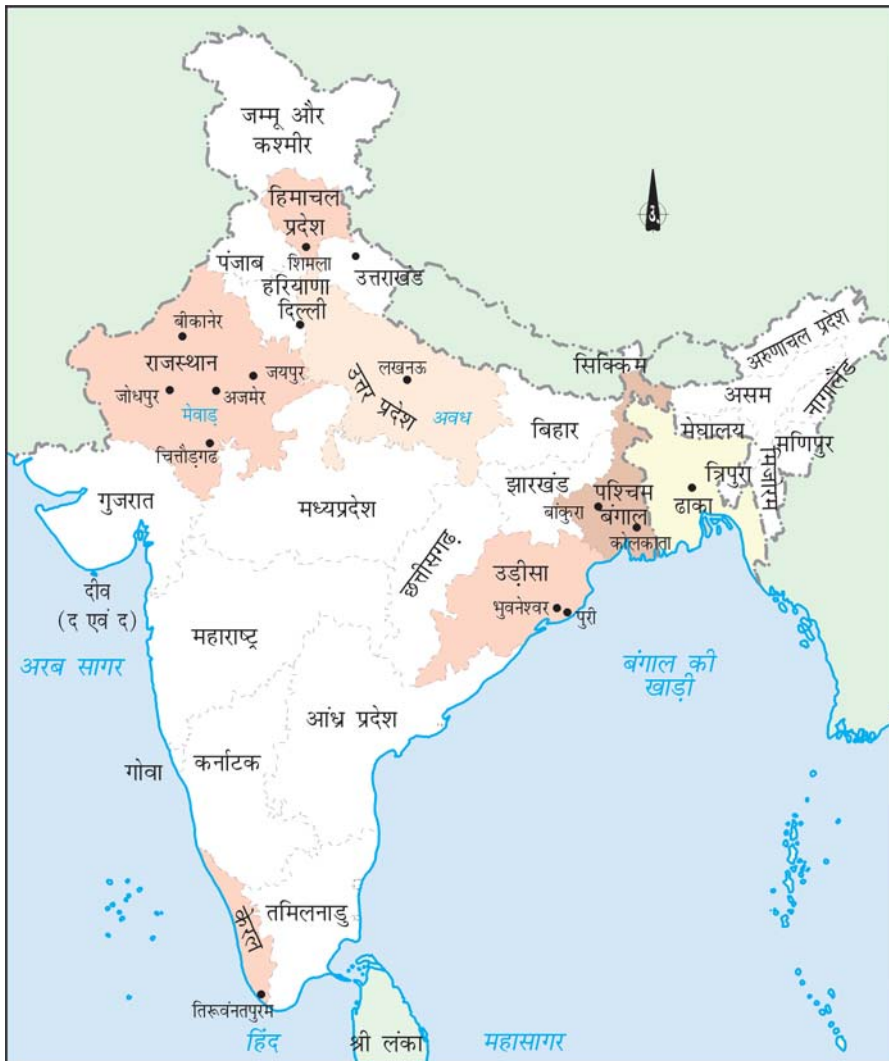 जम्मू और
कश्मीर
हिमाचल
प्रदेश
शिमला
पंजाब
उत्तराखंड
हरियाणा
दिल्ली
उ.
बीकानेर
राजस्थान
जयपुर
जोधपुर
अजमेर
मेवाड़
चित्तौड़गढ
लखनऊ
उत्तर प्रदेश
अवध
सिक्किम
अरुणाचल प्रदेश
असम
नागालैंड
बिहार
मेघालय
मणिपुर
झारखंड
त्रिपुरा
मिजोरम
ढाका
पश्चिम
बंगाल
बांकुरा
कोलकाता
गुजरात
मध्यप्रदेश
छत्तीसगढ़
उड़ीसा
भुवनेश्वर
पुरी
दीव
(द एवं द)
महाराष्ट्र
अरब सागर
बंगाल की
खाड़ी
आंध्र प्रदेश
गोवा
कर्नाटक
केरल
तमिलनाडु
तिरूवंनतपुरम
हिंद
श्री लंका
महासागर